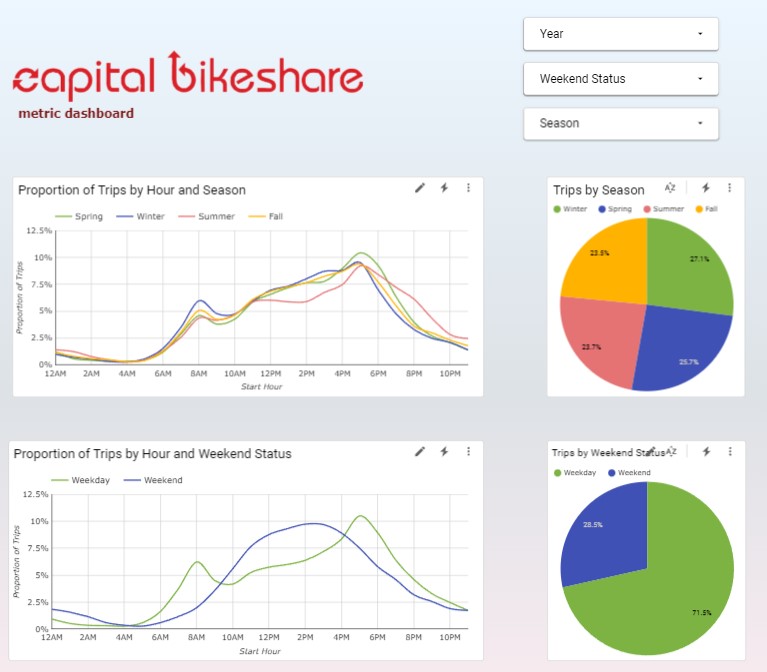 capital bikeshare
metric dashboard
Year
Weekend Status
Season
Proportion of Trips by Hour and Season
Spring Winter Summer Fall
12.5%
10%
7.5%
5%
2.5%
0%
Proportion of Trips
12AM 2AM 4AM 6AM 8AM 10AM 12PM 2PM 4PM 6PM 8PM 10PM
Start Hour
Trips by Season
Winter Spring Summer Fall
23.5%
27.1%
23.7%
25.7%
Proportion of Trips by Hour and Weekend Status
Weekday Weekend
12.5%
10%
7.5%
5%
2.5%
0%
Proportion of Trips
12AM 2AM 4AM 6AM 8AM 10AM 12PM 2PM 4PM 6PM 8PM 10PM
Start Hour
Trips by Weekend Status
Weekday Weekend
28.5%
71.5%